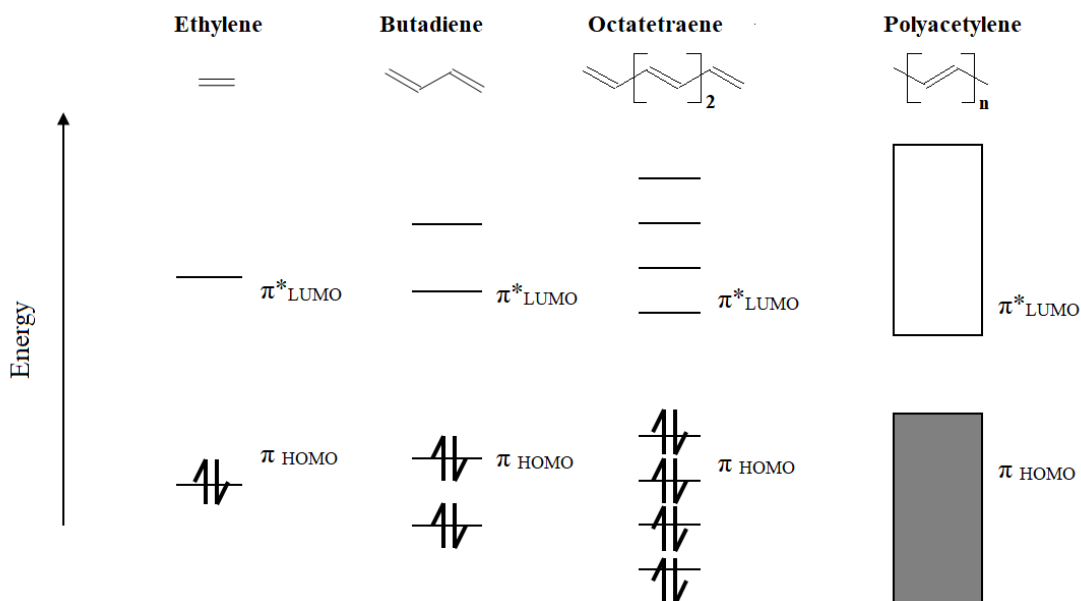 Ethylene Butadiene Octatetraene Polyacetylene
2 n
Energy
π*LUMO π*LUMO π*LUMO π*LUMO
π HOMO π HOMO π HOMO π HOMO